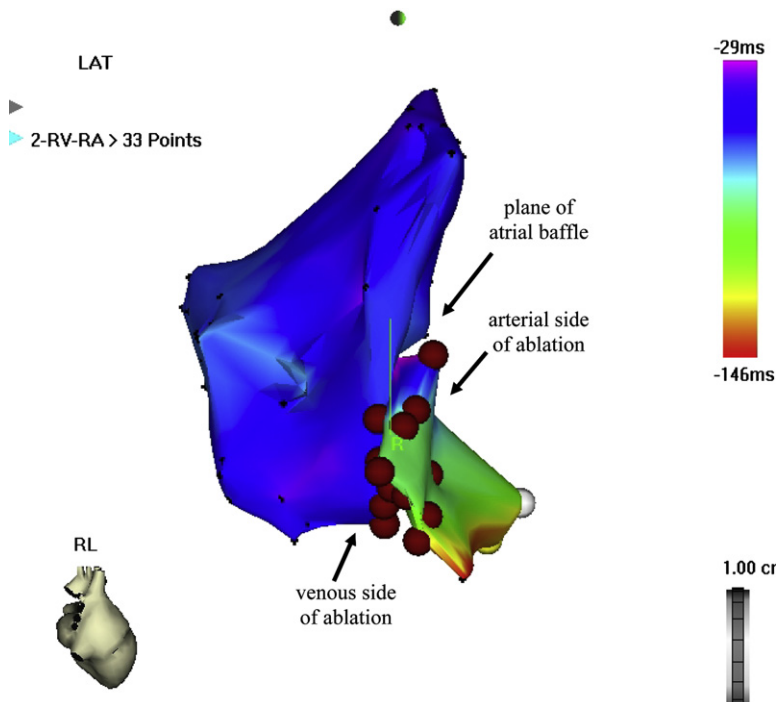 LAT
2-RV-RA > 33 Points
-29ms
plane of
atrial baffle
arterial side
of ablation
-146ms
R
RL
venous side
of ablation
1.00 cr